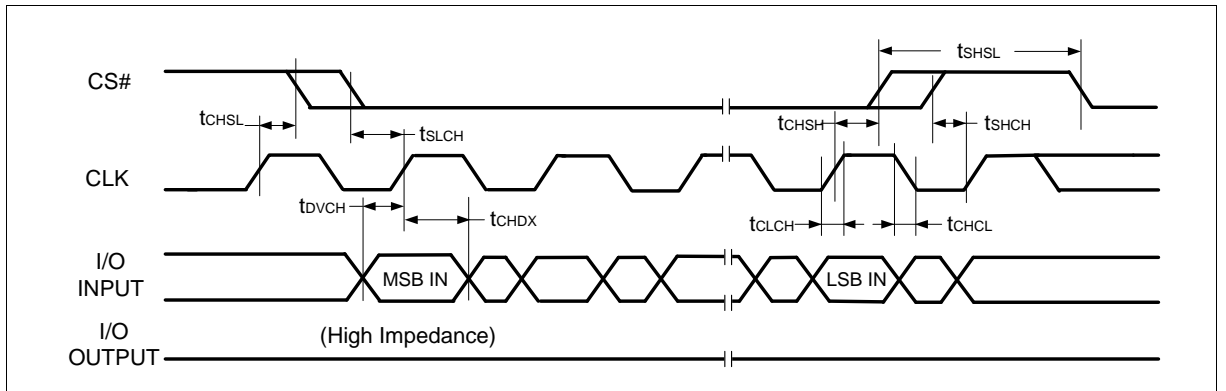 tSHSL
CS#
tCHSL
tSLCH
tCHSH
tSHCH
CLK
tDVCH
tCHDX
tCLCH
tCHCL
I/O
INPUT
MSB IN
LSB IN
I/O
OUTPUT
(High Impedance)